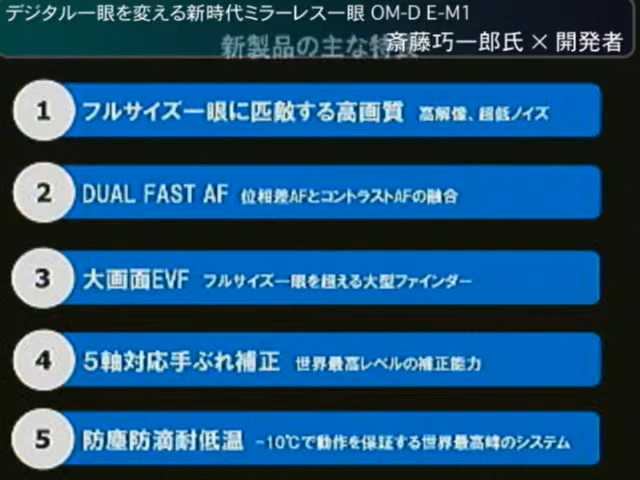 デジタル一眼を変える新時代ミラーレス一眼 OM-D E-M1
斎藤巧一郎氏 × 開発者
新製品の主な特長
1 フルサイズ一眼に匹敵する高画質 高解像、超低ノイズ
2 DUAL FAST AF 位相差AFとコントラストAFの融合
3 大画面EVF フルサイズ一眼を超える大型ファインダー
4 5軸対応手ぶれ補正 世界最高レベルの補正能力
5 防塵防滴耐低温 -10℃で動作を保証する世界最高峰のシステム